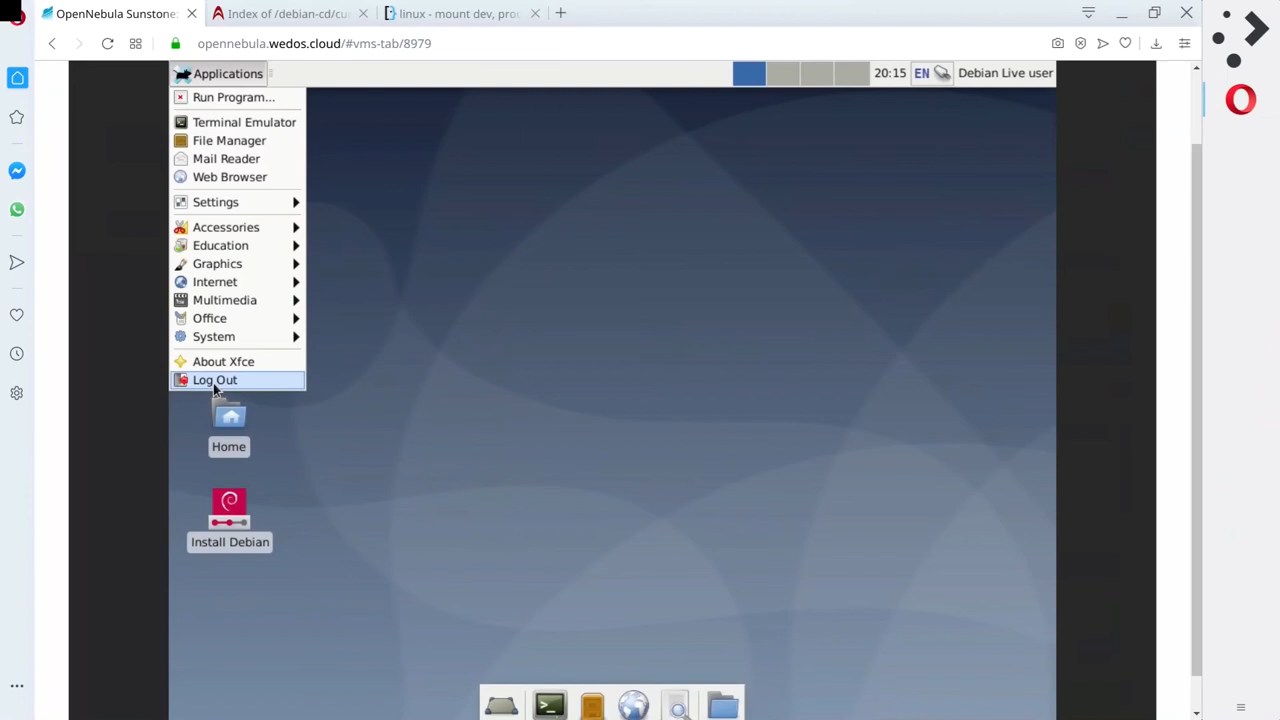 OpenNebula Sunstone:
Index of /debian-cd/cu
linux - mount dev, proc
opennebula.wedos.cloud/#vms-tab/8979
Applications
20:15
EN
Debian Live user
Run Program...
Terminal Emulator
File Manager
Mail Reader
Web Browser
Settings
Accessories
Education
Graphics
Internet
Multimedia
Office
System
About Xfce
Log Out
Home
Install Debian